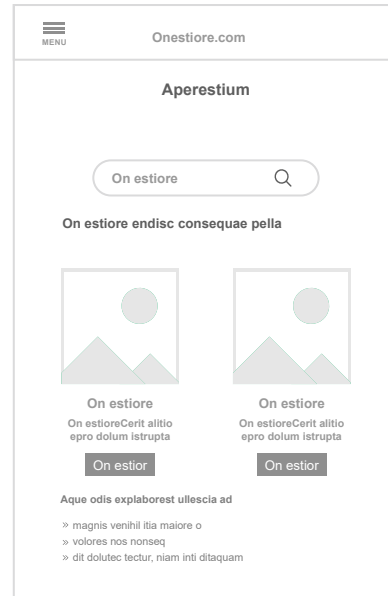 MENU
Onestiore.com
Aperestium
On estiore
On estiore endisc consequae pella
On estiore
On estiore
On estioreCerit alitio
epro dolum istrupta
On estioreCerit alitio
epro dolum istrupta
On estior
On estior
Aque odis explaborest ullescia ad
» magnis venihil itia maiore o
» volores nos nonseq
» dit dolutec tectur, niam inti ditaquam